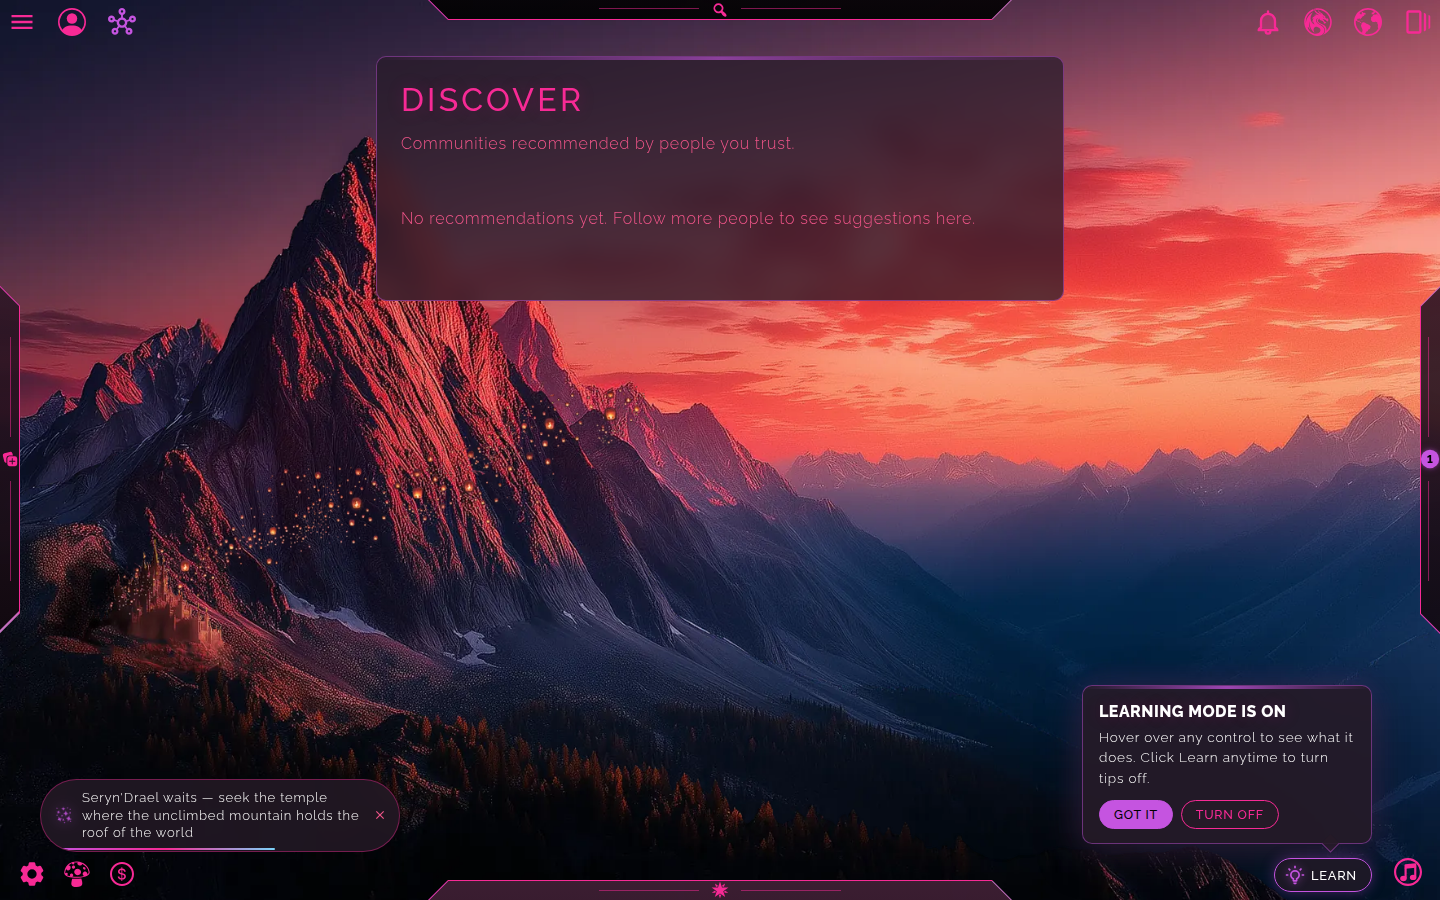 DISCOVER
Communities recommended by people you trust.
No recommendations yet. Follow more people to see suggestions here.
1
LEARNING MODE IS ON
Hover over any control to see what it
does. Click Learn anytime to turn
tips off.
GOT IT
TURN OFF
Seryn'Drael waits — seek the temple
where the unclimbed mountain holds the
roof of the world
$
LEARN